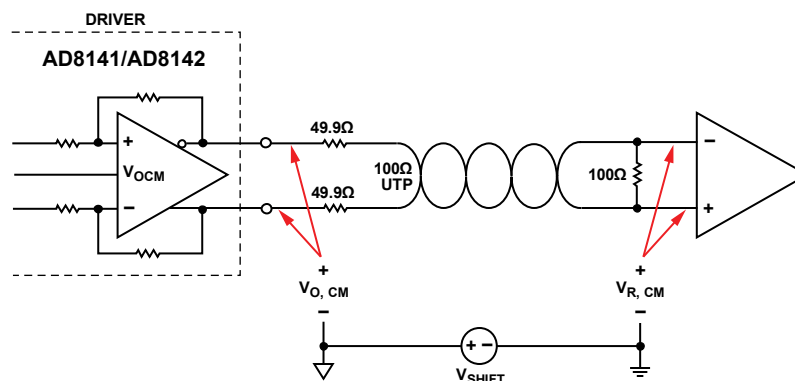 DRIVER
AD8141/AD8142
+
VOCM
−
49.9Ω
49.9Ω
100Ω
UTP
100Ω
−
+
+
VO, CM
−
+
VR, CM
−
+ −
VSHIFT